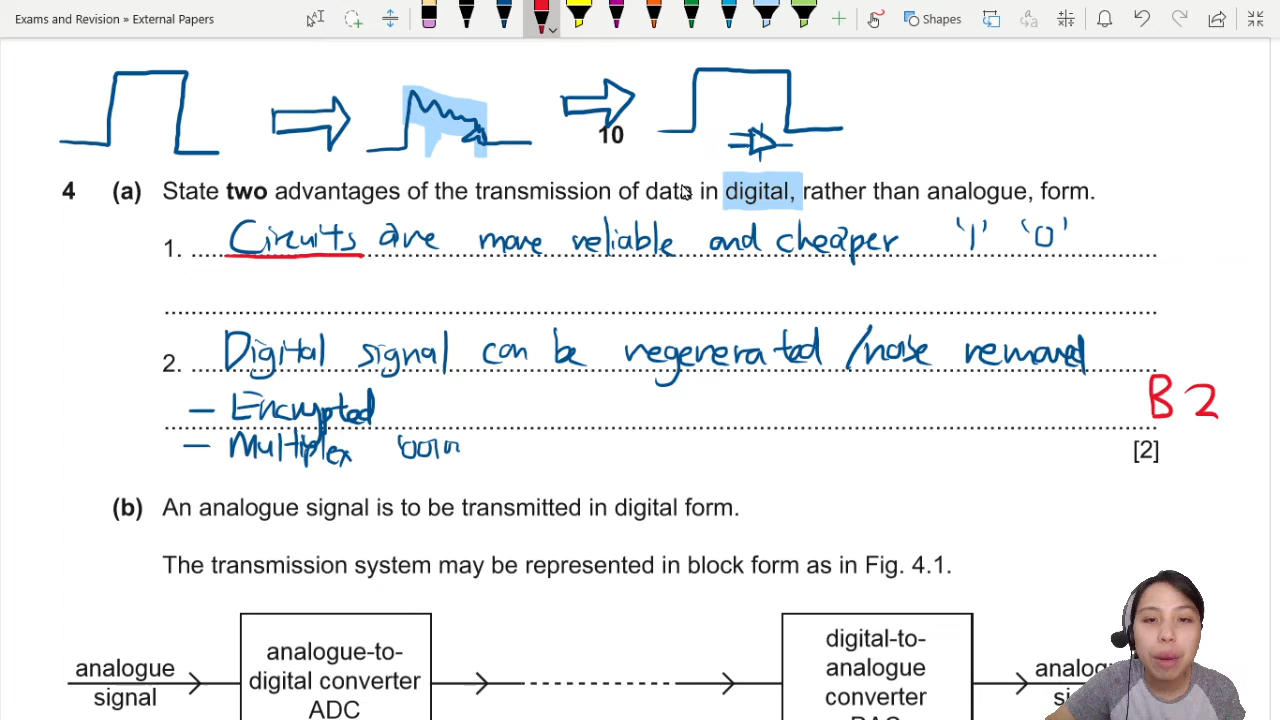 Exams and Revision » External Papers
Shapes
10
4 (a) State two advantages of the transmission of data in digital, rather than analogue, form.
1. Circuits are more reliable and cheaper '1' '0'
2. Digital signal can be regenerated /noise removed
- Encrypted
B2
- Multiplex
[2]
(b) An analogue signal is to be transmitted in digital form.
The transmission system may be represented in block form as in Fig. 4.1.
analogue signal
analogue-to-
digital converter
ADC
digital-to-
analogue
converter